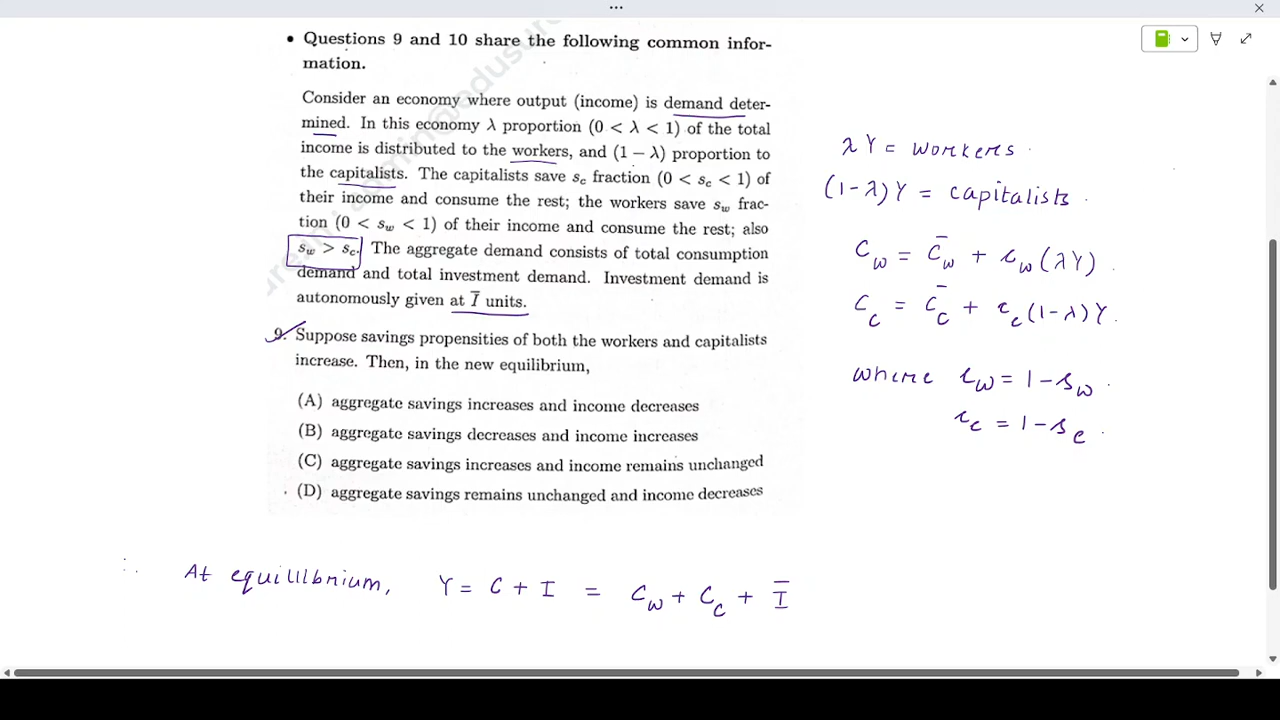 • Questions 9 and 10 share the following common infor-
mation.
Consider an economy where output (income) is demand deter-
mined. In this economy λ proportion (0 < λ < 1) of the total
income is distributed to the workers, and (1 − λ) proportion to
the capitalists. The capitalists save s_c fraction (0 < s_c < 1) of
their income and consume the rest; the workers save s_w frac-
tion (0 < s_w < 1) of their income and consume the rest; also
s_w > s_c. The aggregate demand consists of total consumption
demand and total investment demand. Investment demand is
autonomously given at Ī units.
9. Suppose savings propensities of both the workers and capitalists
increase. Then, in the new equilibrium,
(A) aggregate savings increases and income decreases
(B) aggregate savings decreases and income increases
(C) aggregate savings increases and income remains unchanged
(D) aggregate savings remains unchanged and income decreases
λY = workers
(1-λ)Y = capitalists
C_w = C̄_w + c_w(λY)
C_c = C̄_c + c_c(1-λ)Y
where c_w = 1-s_w
c_c = 1-s_c
At equilibrium, Y = C + I = C_w + C_c + Ī